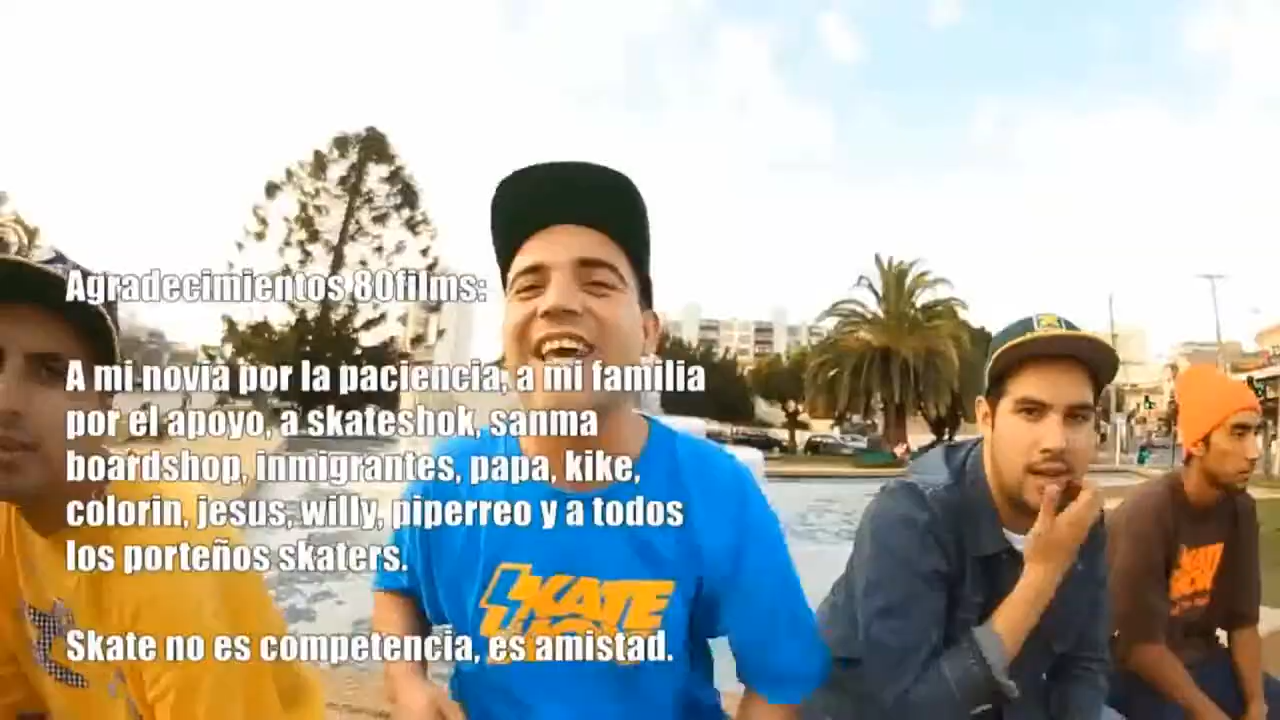 Agradecimientos 80films:
A mi novia por la paciencia, a mi familia
por el apoyo, a skateshok, sanma
boardshop, inmigrantes, papa, kike,
colorin, jesus, willy, piperreo y a todos
los porteños skaters.
SKATE
Skate no es competencia, es amistad.